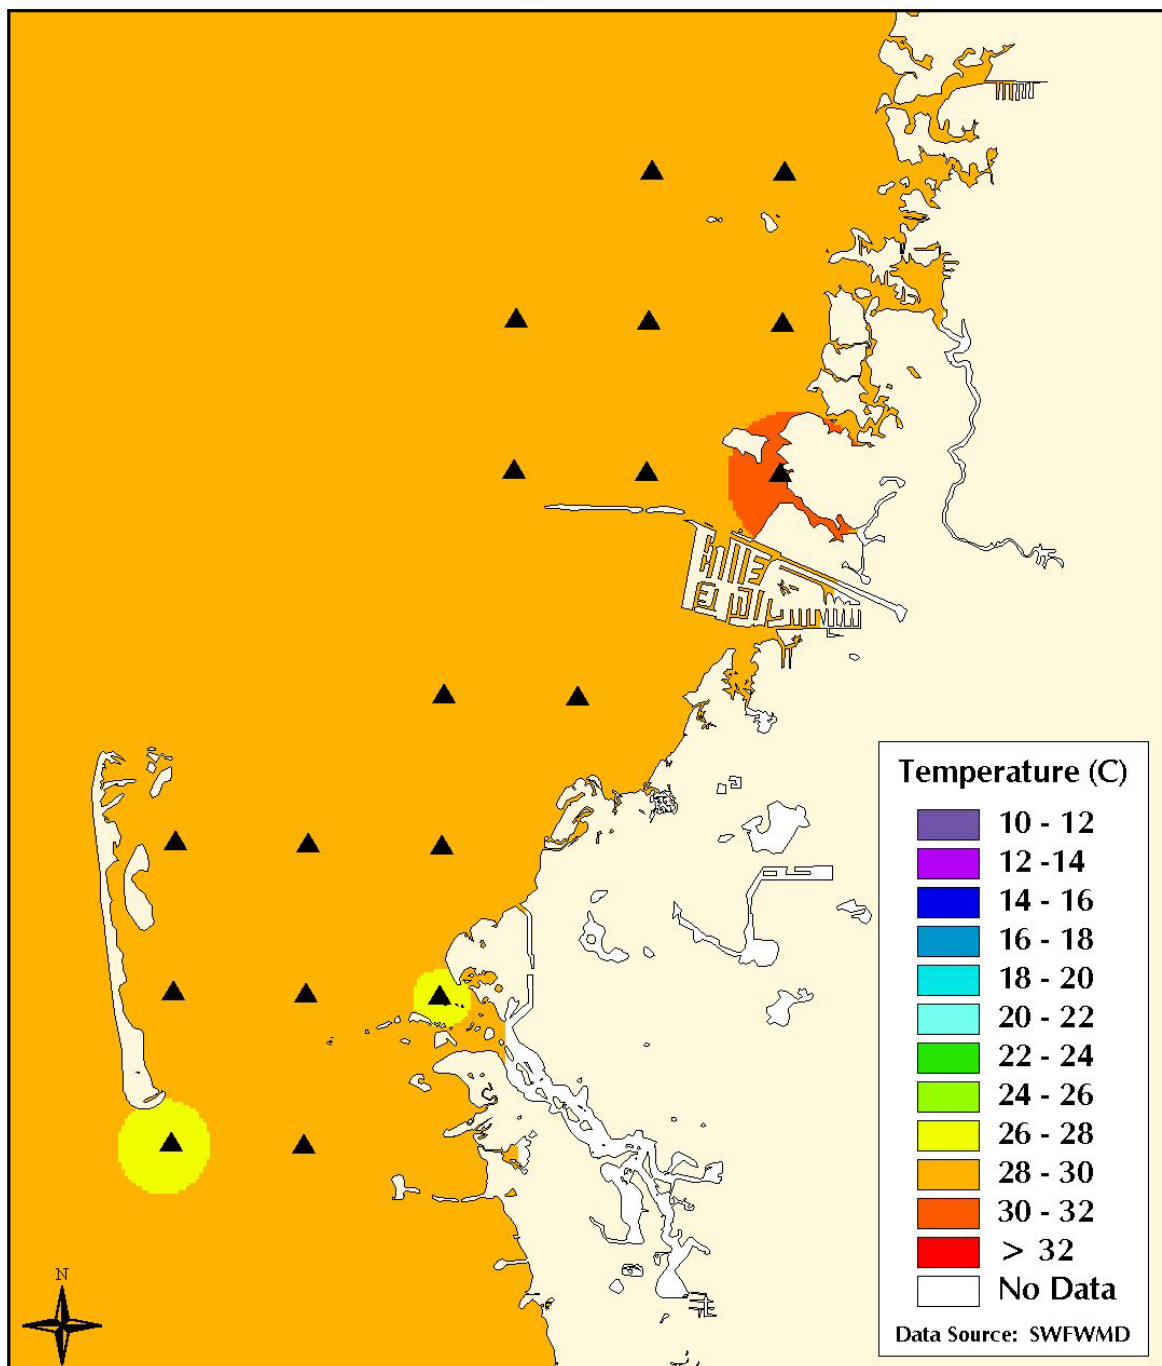 Temperature (C)
10 - 12
12 -14
14 - 16
16 - 18
18 - 20
20 - 22
22 - 24
24 - 26
26 - 28
28 - 30
30 - 32
> 32
No Data
Data Source: SWFWMD
N